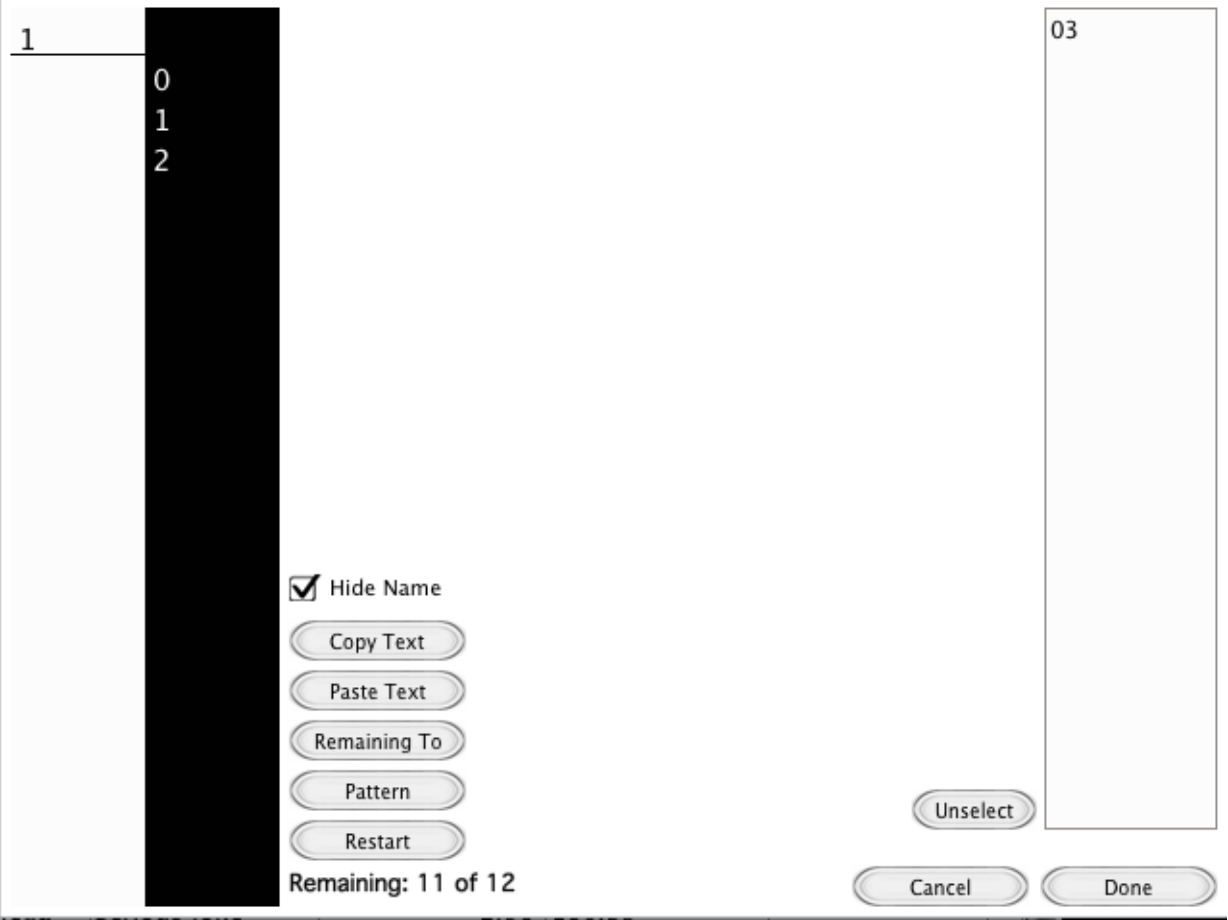 1
0
1
2
03
Hide Name
Copy Text
Paste Text
Remaining To
Pattern
Restart
Unselect
Remaining: 11 of 12
Cancel
Done